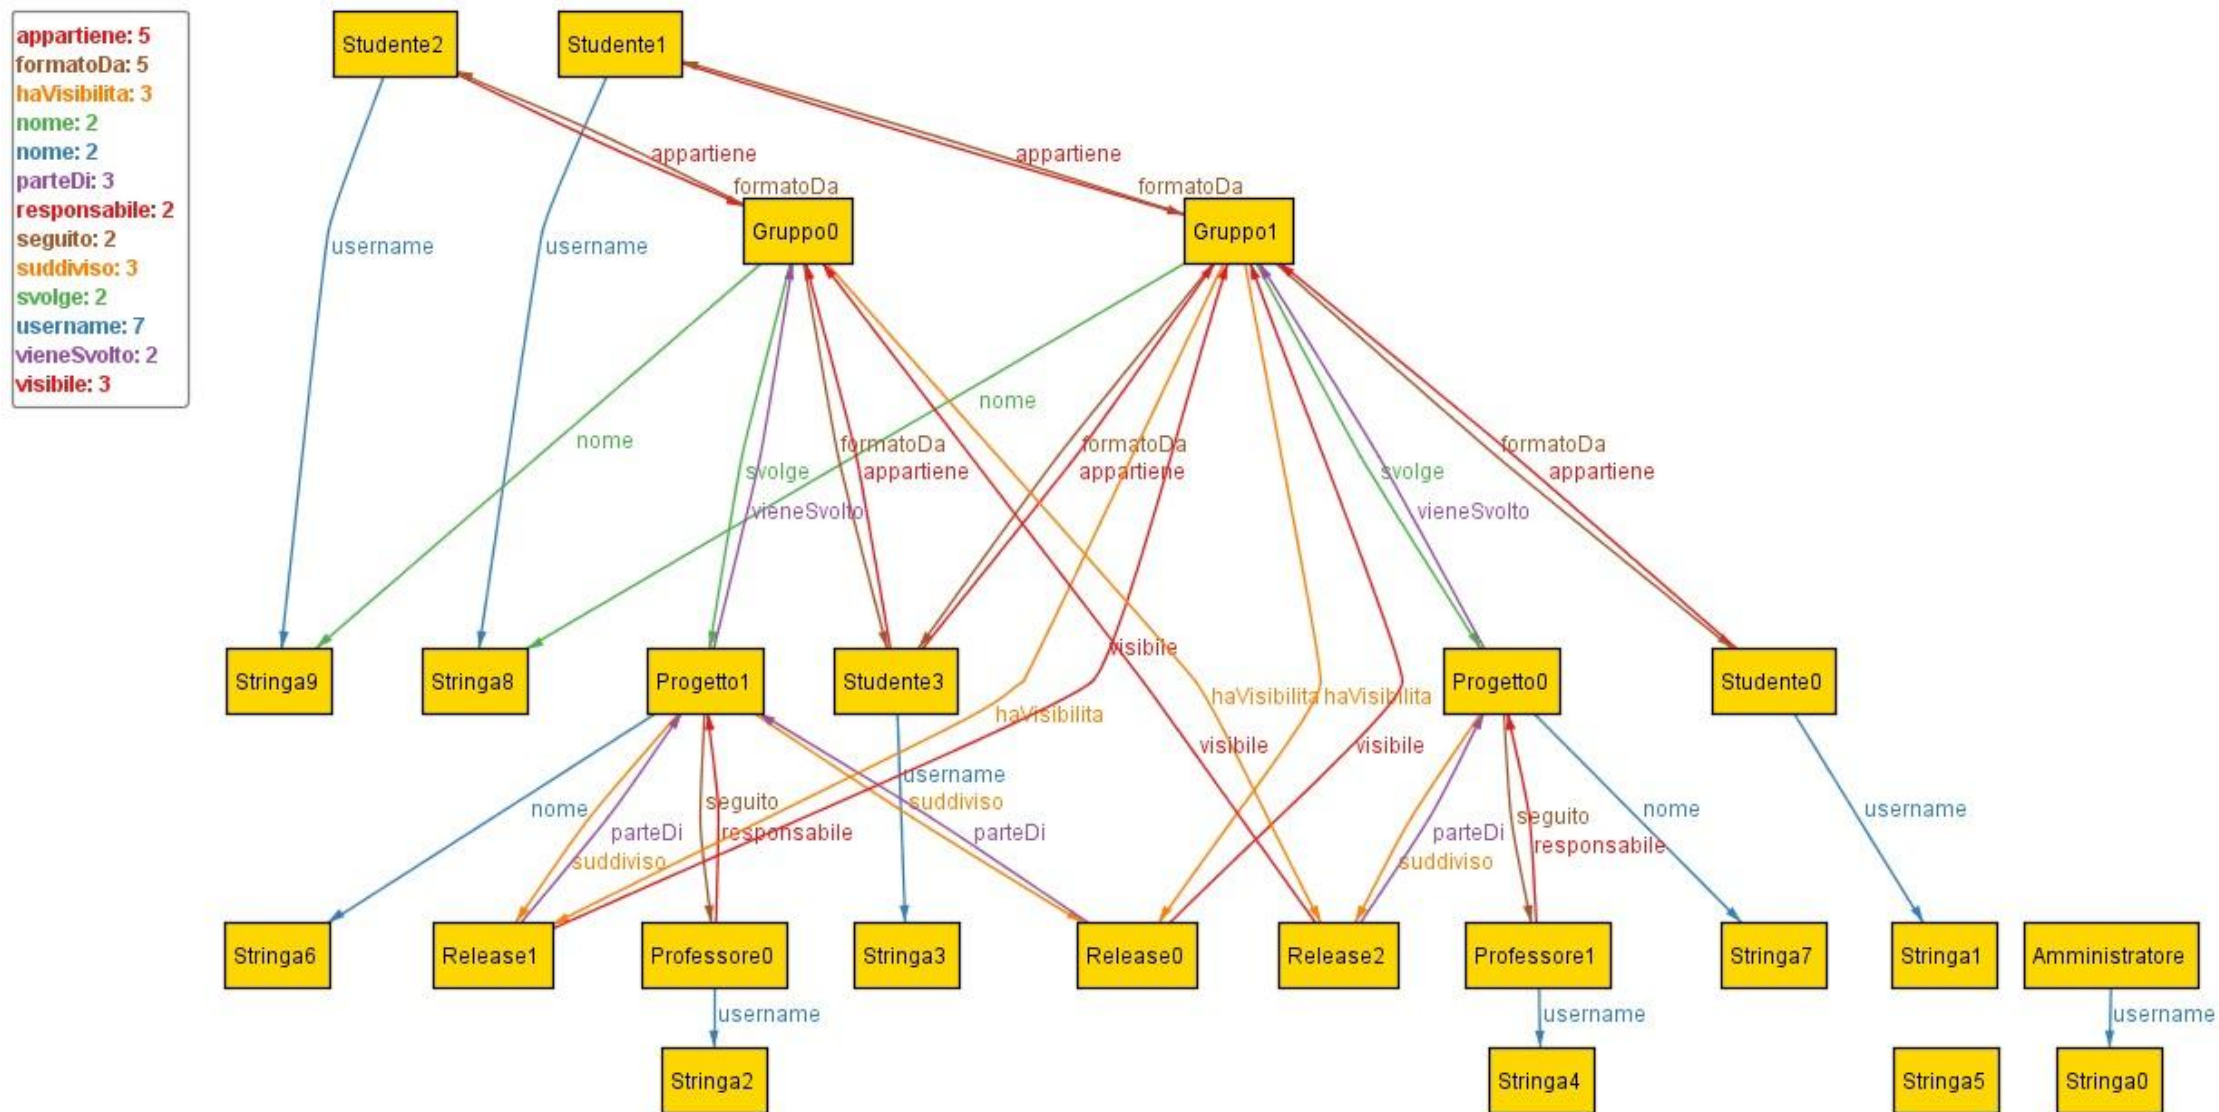 appartiene: 5
formatoDa: 5
haVisibilita: 3
nome: 2
nome: 2
parteDi: 3
responsabile: 2
seguito: 2
suddiviso: 3
svolge: 2
username: 7
vieneSvolto: 2
visibile: 3
Studente2
Studente1
appartiene
appartiene
formatoDa
formatoDa
Gruppo0
Gruppo1
username
username
nome
nome
formatoDa
formatoDa
formatoDa
svolge
appartiene
appartiene
svolge
appartiene
vieneSvolto
vieneSvolto
visibile
Stringa9
Stringa8
Progetto1
Studente3
Progetto0
Studente0
haVisibilita
haVisibilita
haVisibilita
visibile
visibile
username
nome
seguito
suddiviso
seguito
nome
username
parteDi
responsabile
parteDi
parteDi
responsabile
suddiviso
suddiviso
Stringa6
Release1
Professore0
Stringa3
Release0
Release2
Professore1
Stringa7
Stringa1
Amministratore
username
username
username
Stringa2
Stringa4
Stringa5
Stringa0